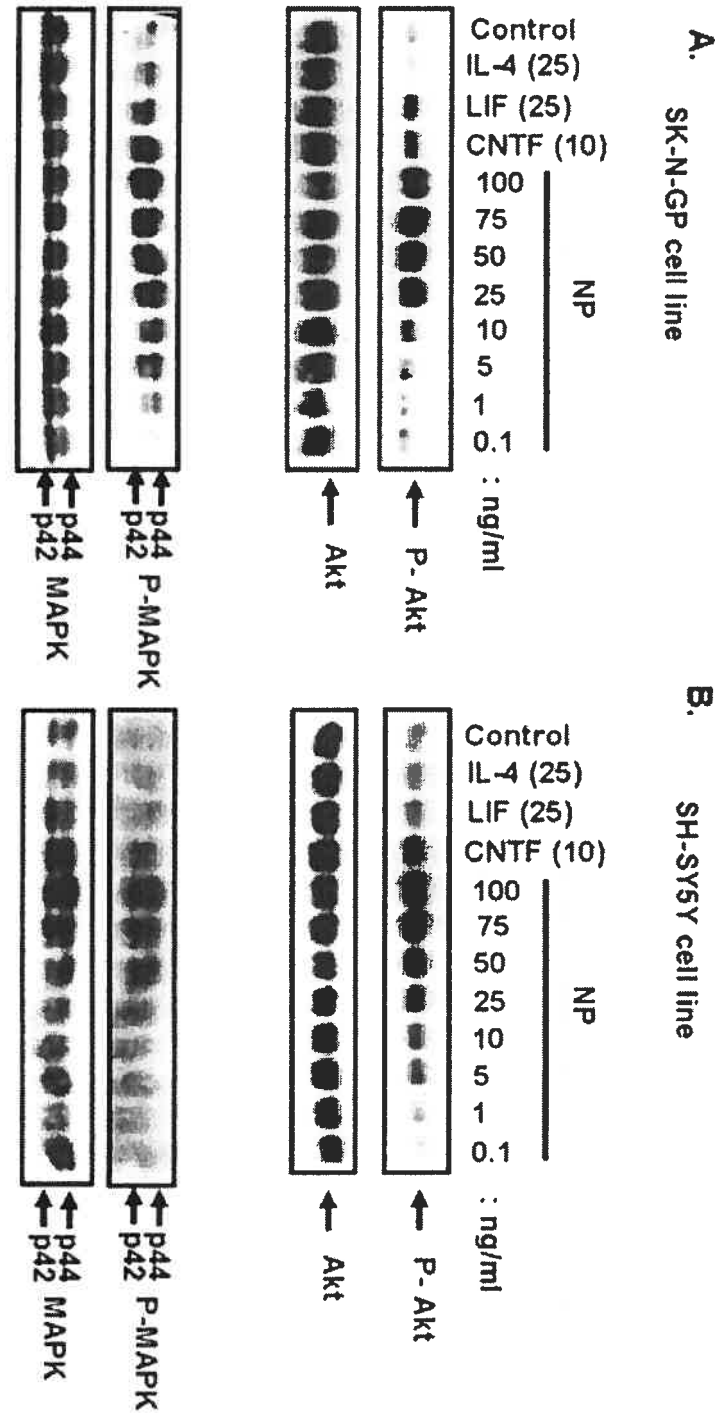 A.
SK-N-GP cell line
Control
IL-4 (25)
LIF (25)
CNTF (10)
100
75
50
25
10
5
1
0.1
: ng/ml
NP
P- Akt
Akt
p44
p42 P-MAPK
p44
p42 MAPK
B.
SH-SY5Y cell line
Control
IL-4 (25)
LIF (25)
CNTF (10)
100
75
50
25
10
5
1
0.1
: ng/ml
NP
P- Akt
Akt
p44
p42 P-MAPK
p44
p42 MAPK